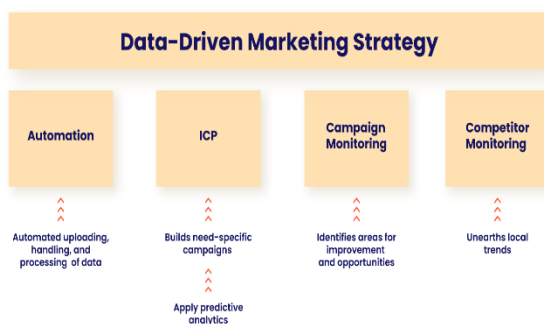 Data-Driven Marketing Strategy
Automation
ICP
Campaign
Monitoring
Competitor
Monitoring
Automated uploading,
handling, and
processing of data
Builds need-specific
campaigns
Identifies areas for
improvement
and opportunities
Unearths local
trends
Apply predictive
analytics